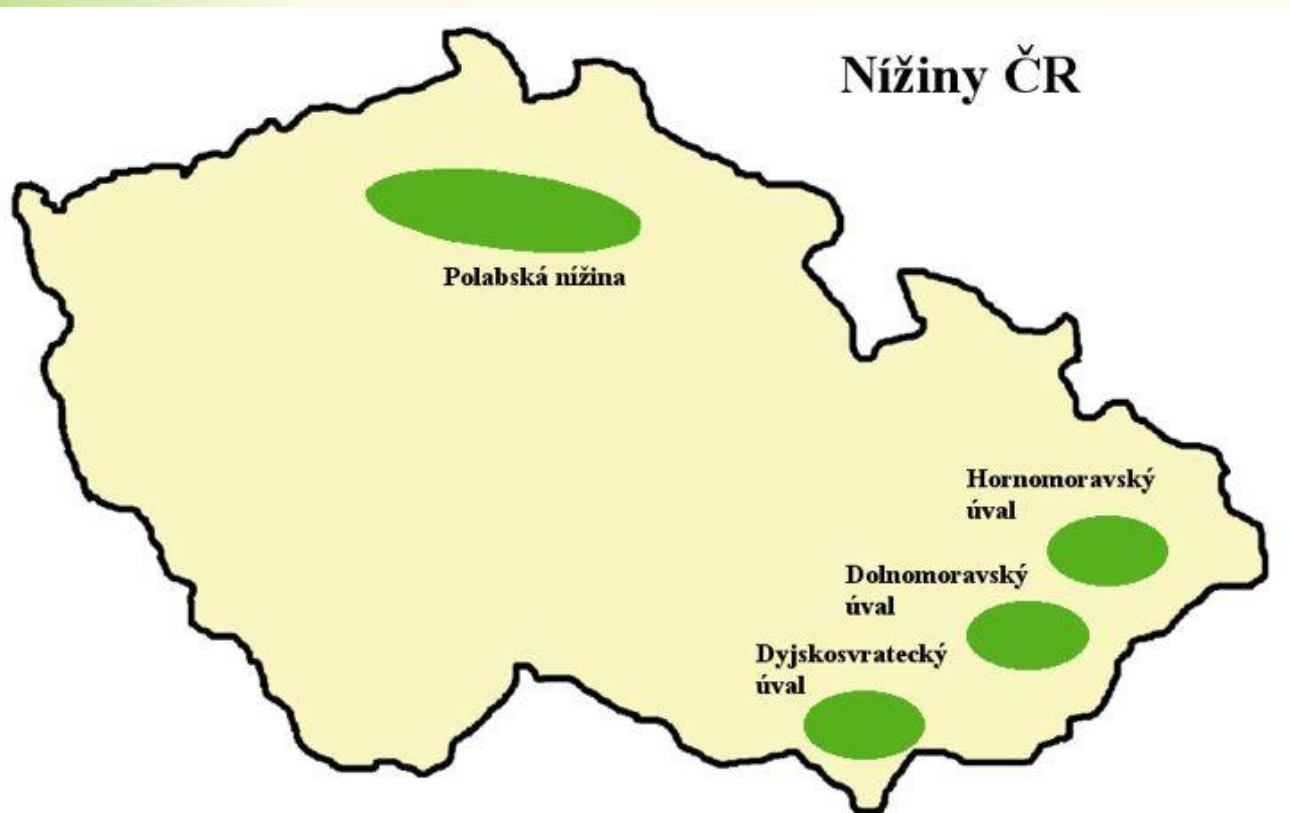 Nížiny ČR
Polabská nížina
Hornomoravský
úval
Dolnomoravský
úval
Dyjskosvratecký
úval